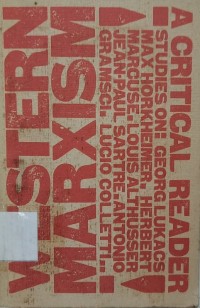 WESTERN
MARXISM
A CRITICAL READER
STUDIES ON: GEORG LUKACS
MAX HORKHEIMER. HERBERT
MARCUSE. LOUIS ALTHUSSER
JEAN-PAUL SARTRE. ANTONIO
GRAMSCI. LUCIO COLLETTI...